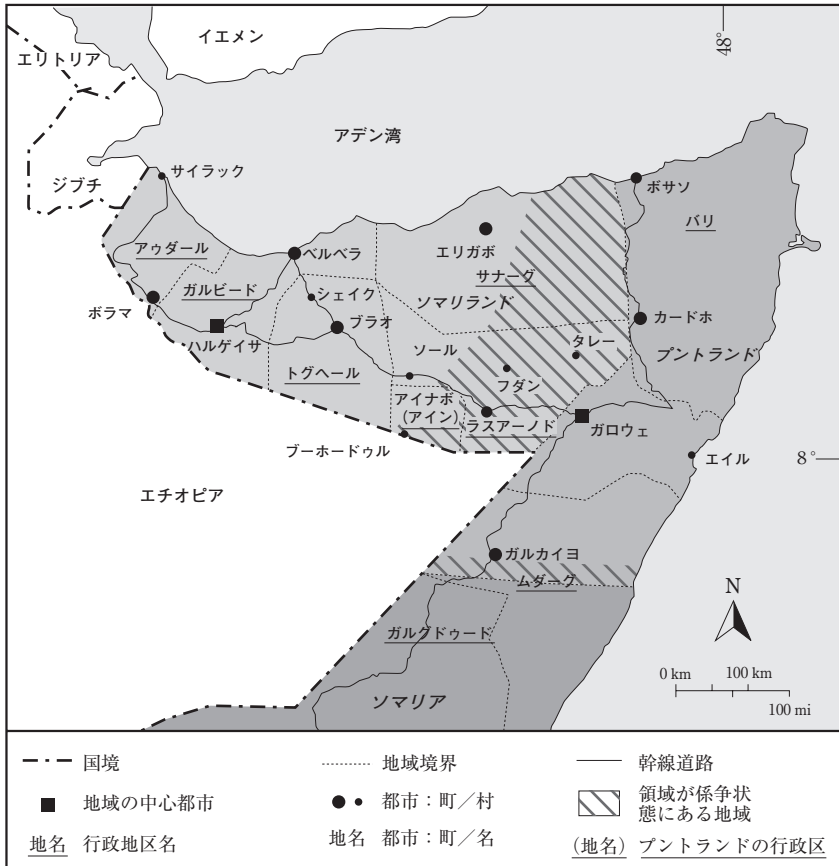 イエメン
48°
エリトリア
アデン湾
サイラック
ジブチ
ボサソ
バリ
アゥダール
ベルベラ
エリガボ
サナーグ
ガルビード
シェイク
ソマリランド
ボラマ
ブラオ
カードホ
ハルゲイサ
ソール
タレー
プントランド
トグヘール
フダン
アイナボ
(アイン)
ラスアーノド
ガロウェ
ブーホードゥル
エイル
8°
エチオピア
ガルカイヨ
ムダーグ
N
ガルグドゥード
0 km 100 km
100 mi
ソマリア
国境
地域境界
幹線道路
地域の中心都市
都市:町/村
領域が係争状
態にある地域
地名 行政地区名
地名 都市:町/名
(地名) プントランドの行政区